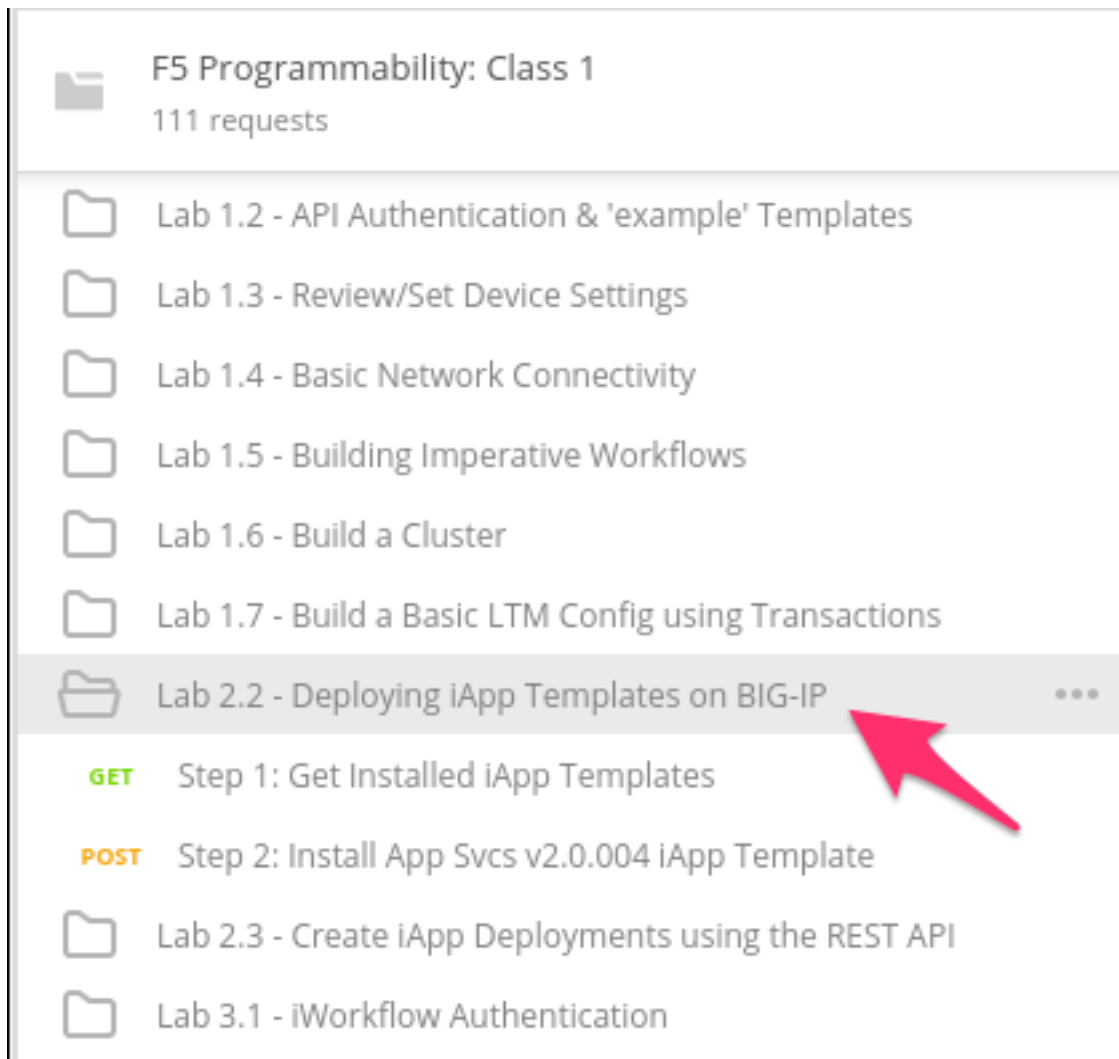 F5 Programmability: Class 1
111 requests
Lab 1.2 - API Authentication & 'example' Templates
Lab 1.3 - Review/Set Device Settings
Lab 1.4 - Basic Network Connectivity
Lab 1.5 - Building Imperative Workflows
Lab 1.6 - Build a Cluster
Lab 1.7 - Build a Basic LTM Config using Transactions
Lab 2.2 - Deploying iApp Templates on BIG-IP
GET Step 1: Get Installed iApp Templates
POST Step 2: Install App Svcs v2.0.004 iApp Template
Lab 2.3 - Create iApp Deployments using the REST API
Lab 3.1 - iWorkflow Authentication